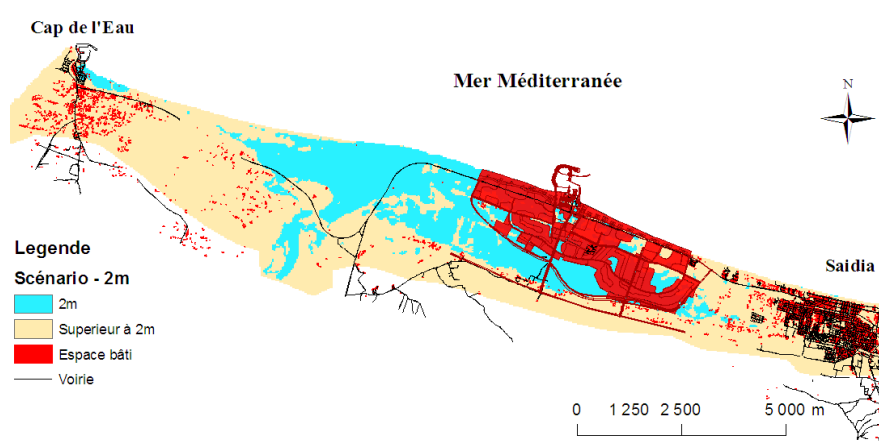 Cap de l'Eau
Mer Méditerranée
N
Saidia
Legende
Scénario - 2m
2m
Superieur à 2m
Espace bâti
Voirie
0 1 250 2 500 5 000 m